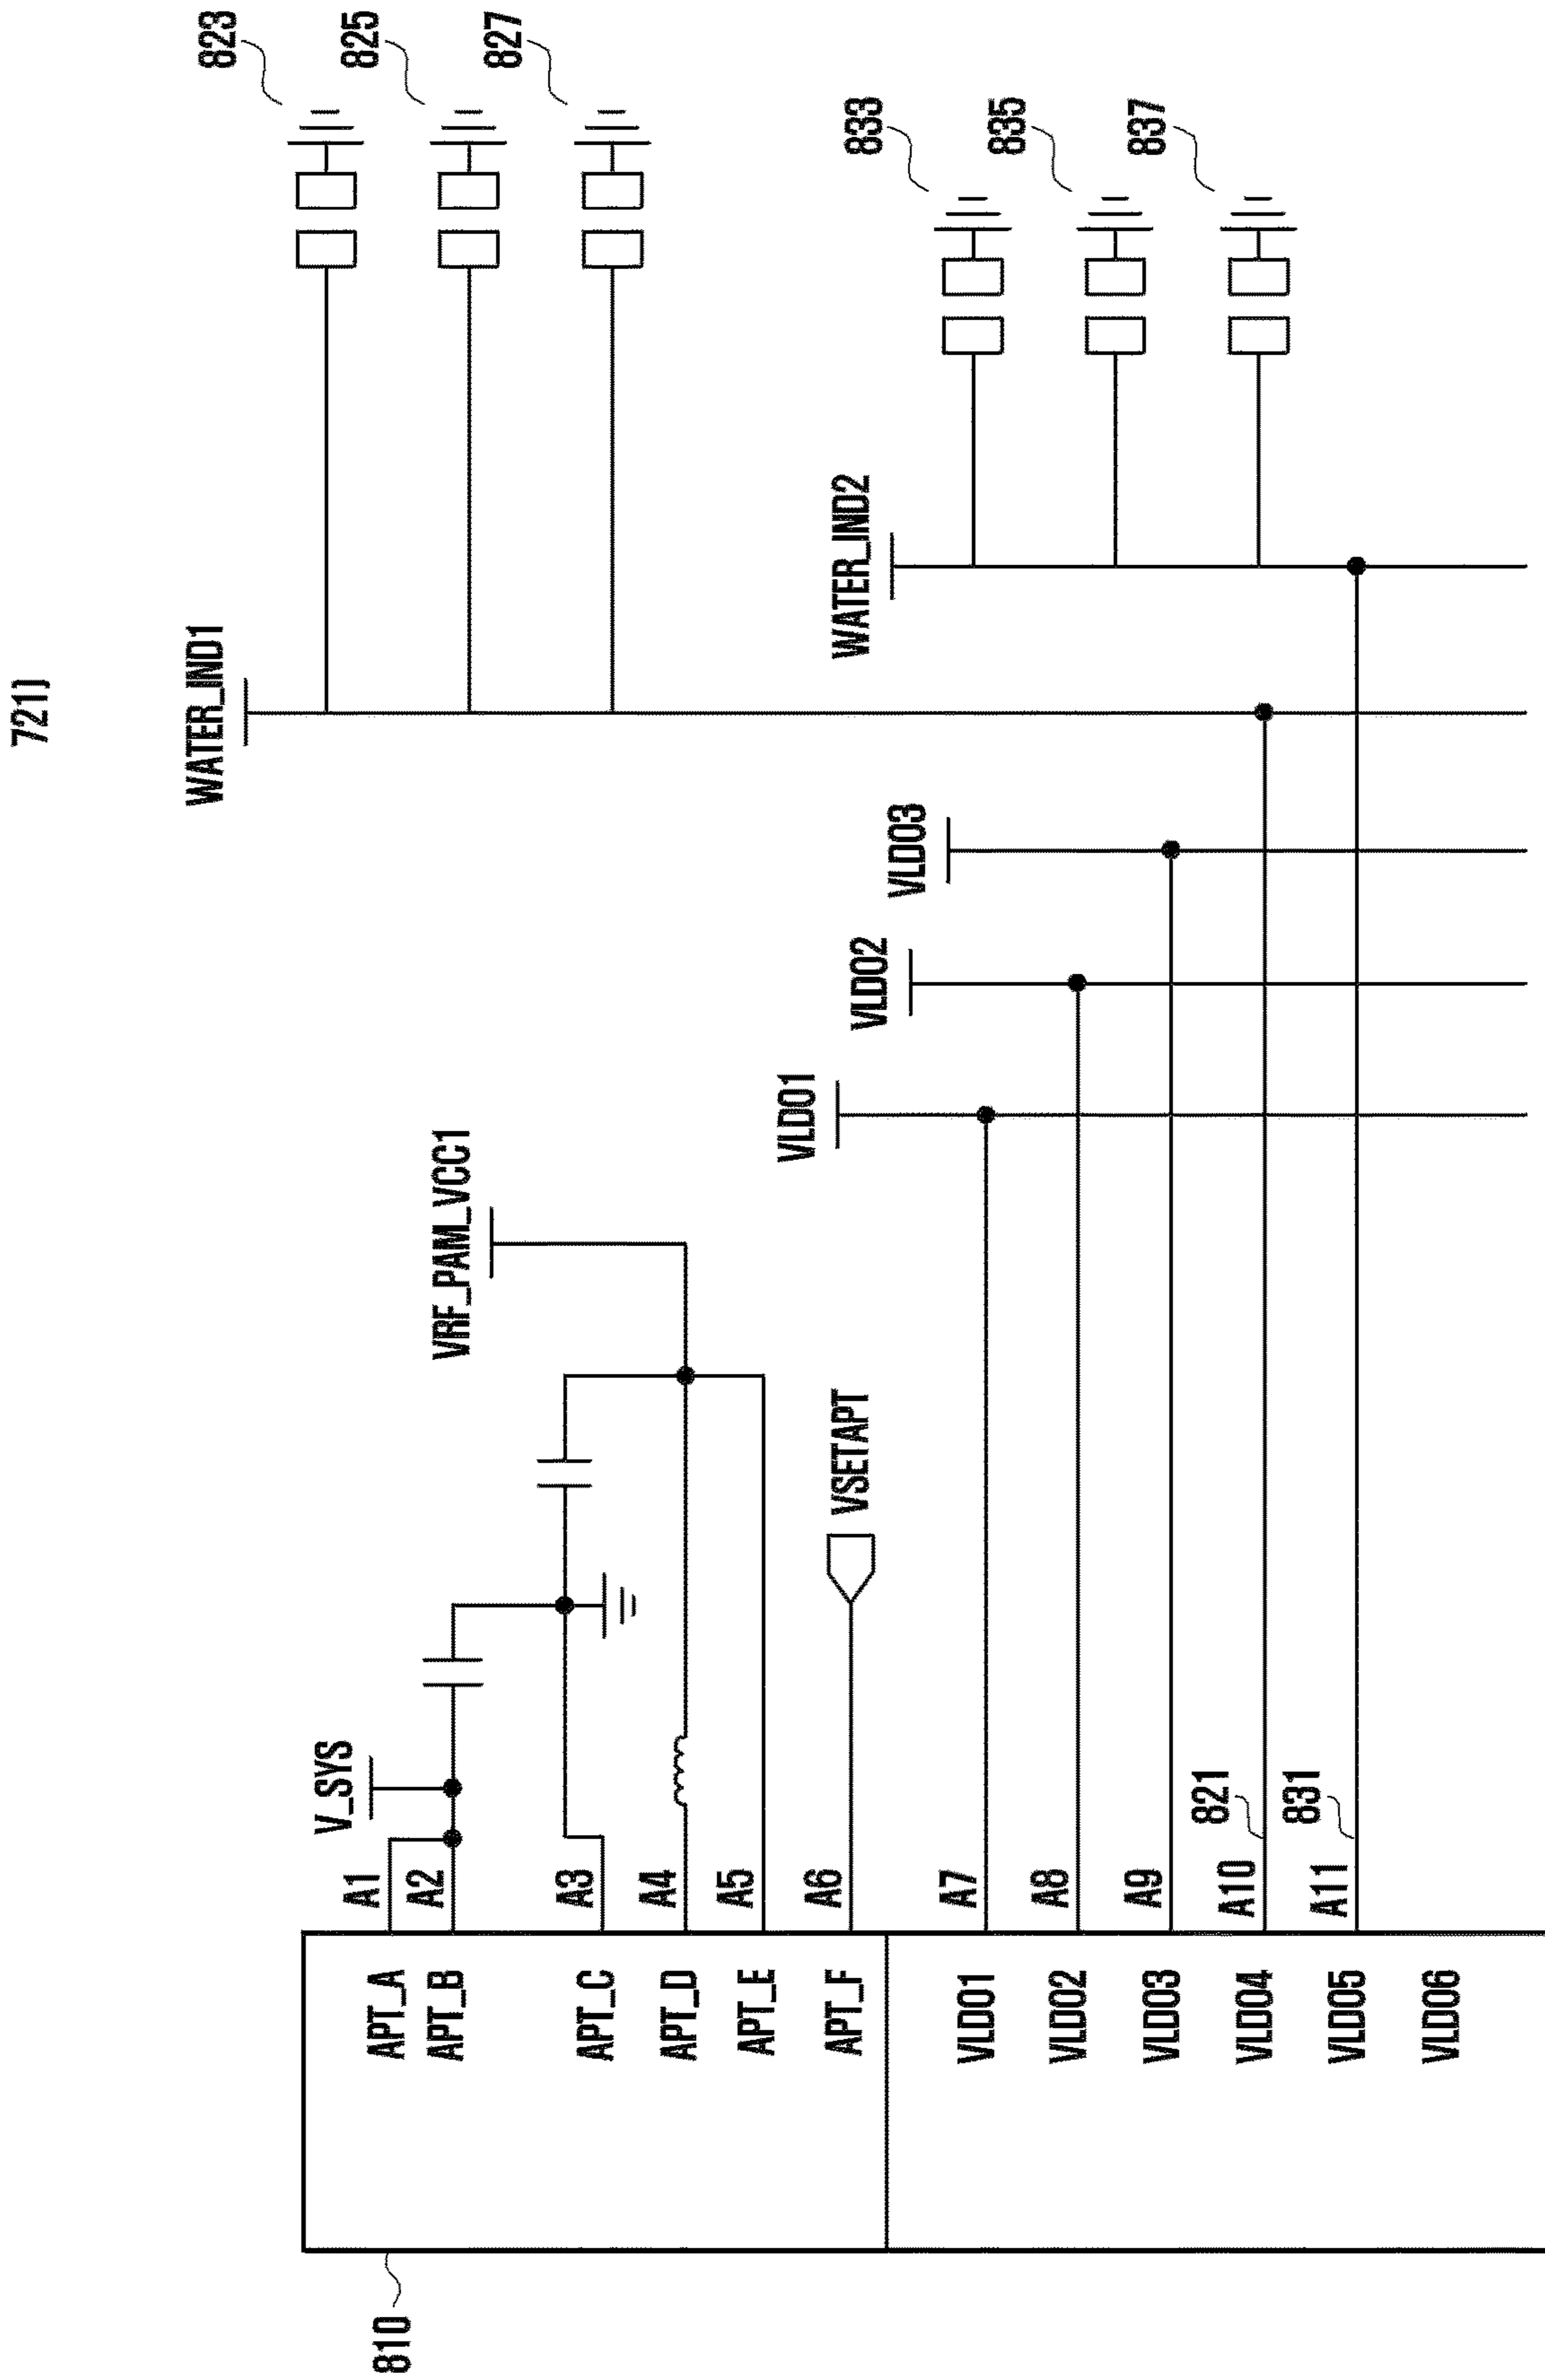 721)
WATER_IND1
823
825
827
WATER_IND2
833
835
837
VLDO1
VLDO2
VLDO3
VRF_PAM_VCC1
V_SYS
VSETAPT
A1
A2
A3
A4
A5
A6
A7
A8
A9
A10
A11
821
831
APT_A
APT_B
APT_C
APT_D
APT_E
APT_F
VLDO1
VLDO2
VLDO3
VLDO4
VLDO5
VLDO6
810